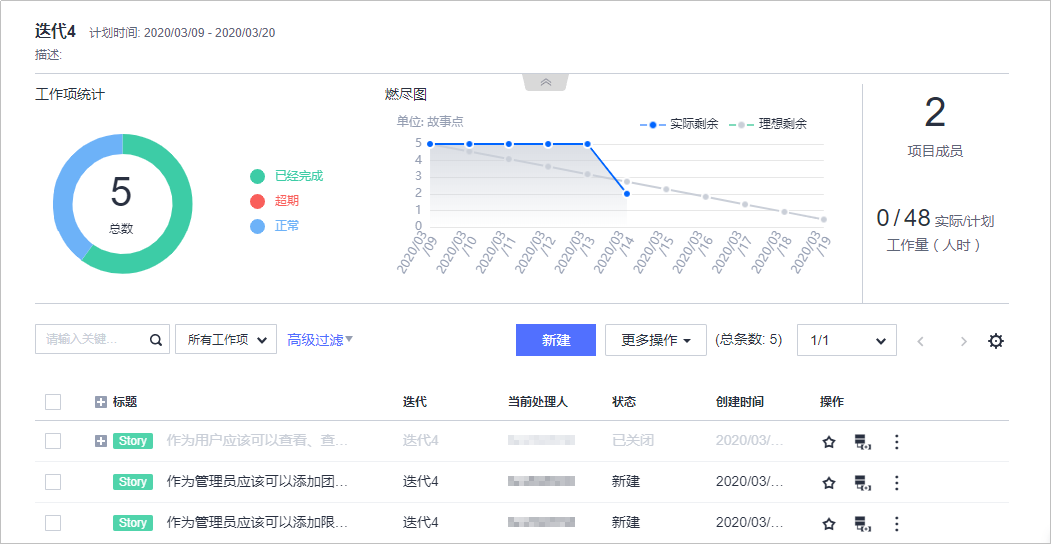 迭代4 计划时间: 2020/03/09 - 2020/03/20
描述:
工作项统计
5
总数
已经完成
超期
正常
燃尽图
单位: 故事点
实际剩余 理想剩余
5
4
3
2
1
0
2020/03/09 2020/03/10 2020/03/11 2020/03/12 2020/03/13 2020/03/14 2020/03/15 2020/03/16 2020/03/17 2020/03/18 2020/03/19
2
项目成员
0 / 48 实际/计划
工作量 ( 人时 )
请输入关键... 所有工作项 高级过滤 新建 更多操作 (总条数: 5) 1/1
标题 迭代 当前处理人 状态 创建时间 操作
Story 作为用户应该可以查看、查... 迭代4 已关闭 2020/03/...
Story 作为管理员应该可以添加团... 迭代4 新建 2020/03/...
Story 作为管理员应该可以添加限... 迭代4 新建 2020/03/...